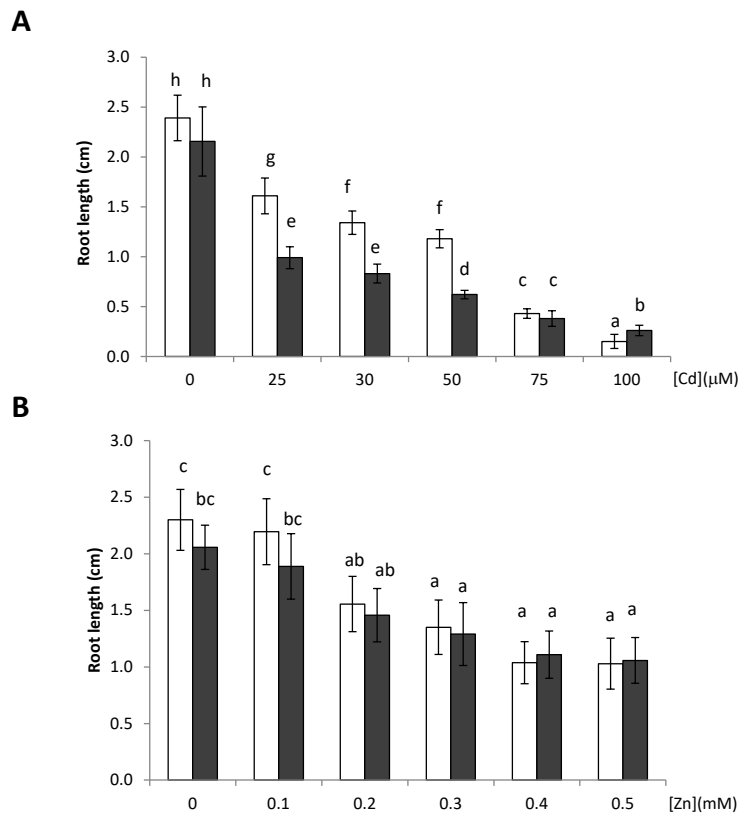 A
3.0
h h
2.5
g
2.0
f f
1.5
e
e
1.0
d
c c
0.5
a b
0.0
Root length (cm)
0 25 30 50 75 100 [Cd](μM)
B
3.0
c c
2.5
bc
bc
2.0
ab ab
a a
1.5
a a a a
1.0
0.5
0.0
Root length (cm)
0 0.1 0.2 0.3 0.4 0.5 [Zn](mM)